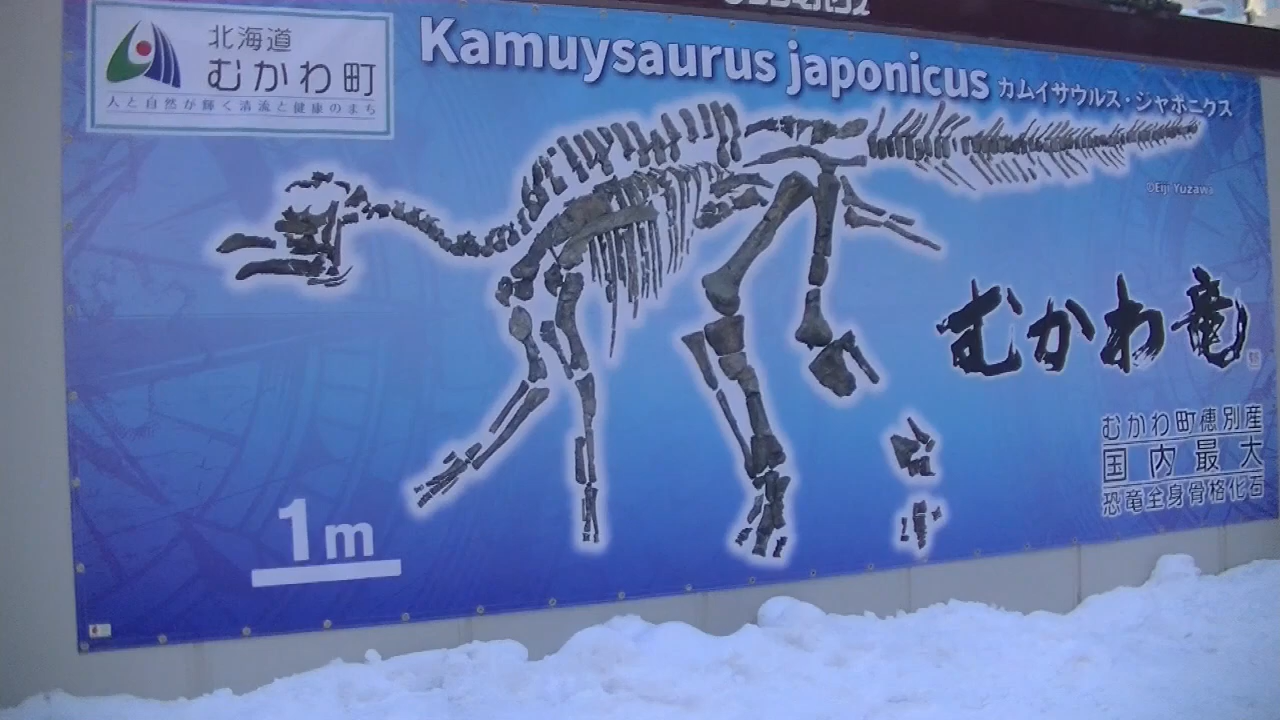 北海道
むかわ町
人と自然が輝く清流と健康のまち
Kamuysaurus japonicus カムイサウルス・ジャポニクス
©Eiji Yuzawa
むかわ竜
むかわ町穂別産
国内最大
恐竜全身骨格化石
1m